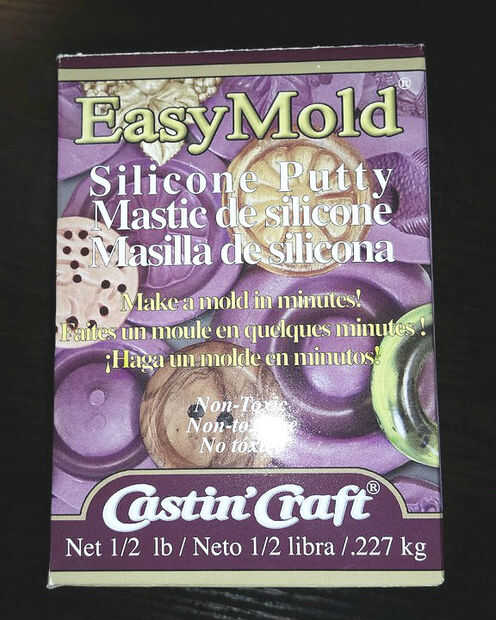 EasyMold®
Silicone Putty
Mastic de silicone
Masilla de silicona
Make a mold in minutes!
Faites un moule en quelques minutes !
¡Haga un molde en minutos!
Non-Toxic
Non-toxique
No tóxico
Castin' Craft®
Net 1/2 lb / Neto 1/2 libra /.227 kg